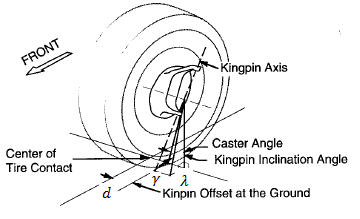 FRONT
Kingpin Axis
Caster Angle
Center of
Tire Contact
Kingpin Inclination Angle
γ λ
d
Kinpin Offset at the Ground